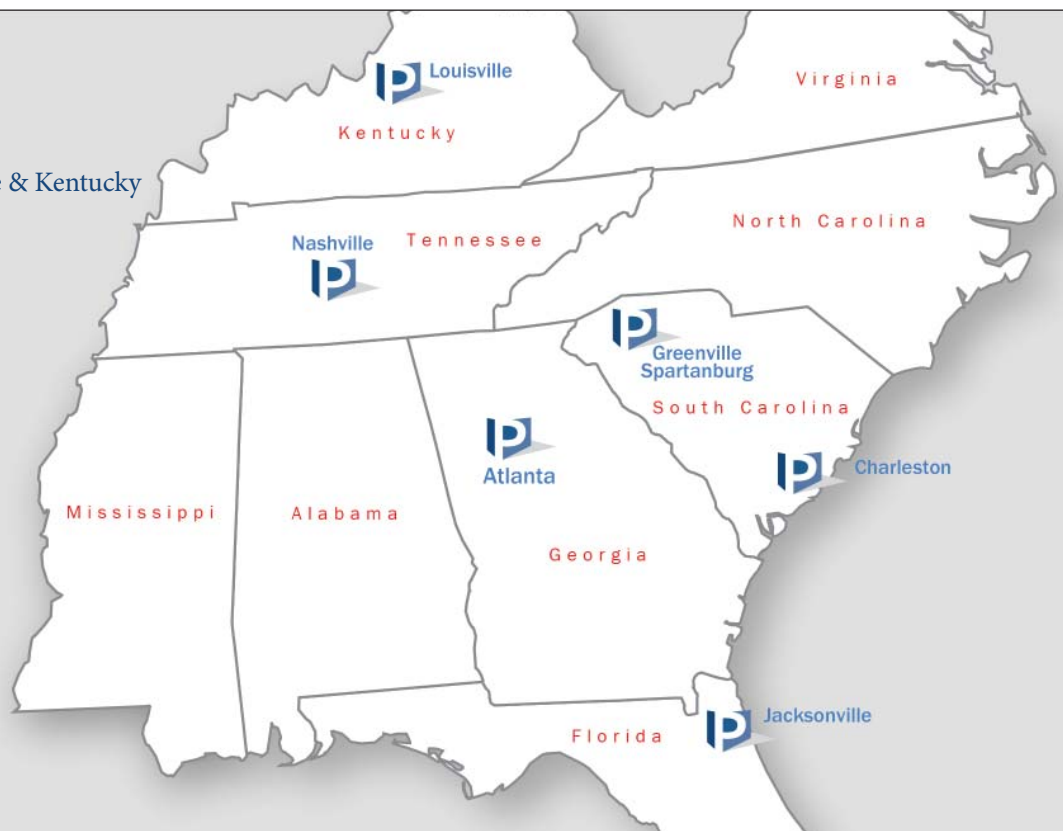 Louisville
Virginia
Kentucky
& Kentucky
North Carolina
Nashville
Tennessee
Greenville
Spartanburg
South Carolina
Atlanta
Charleston
Mississippi
Alabama
Georgia
Jacksonville
Florida